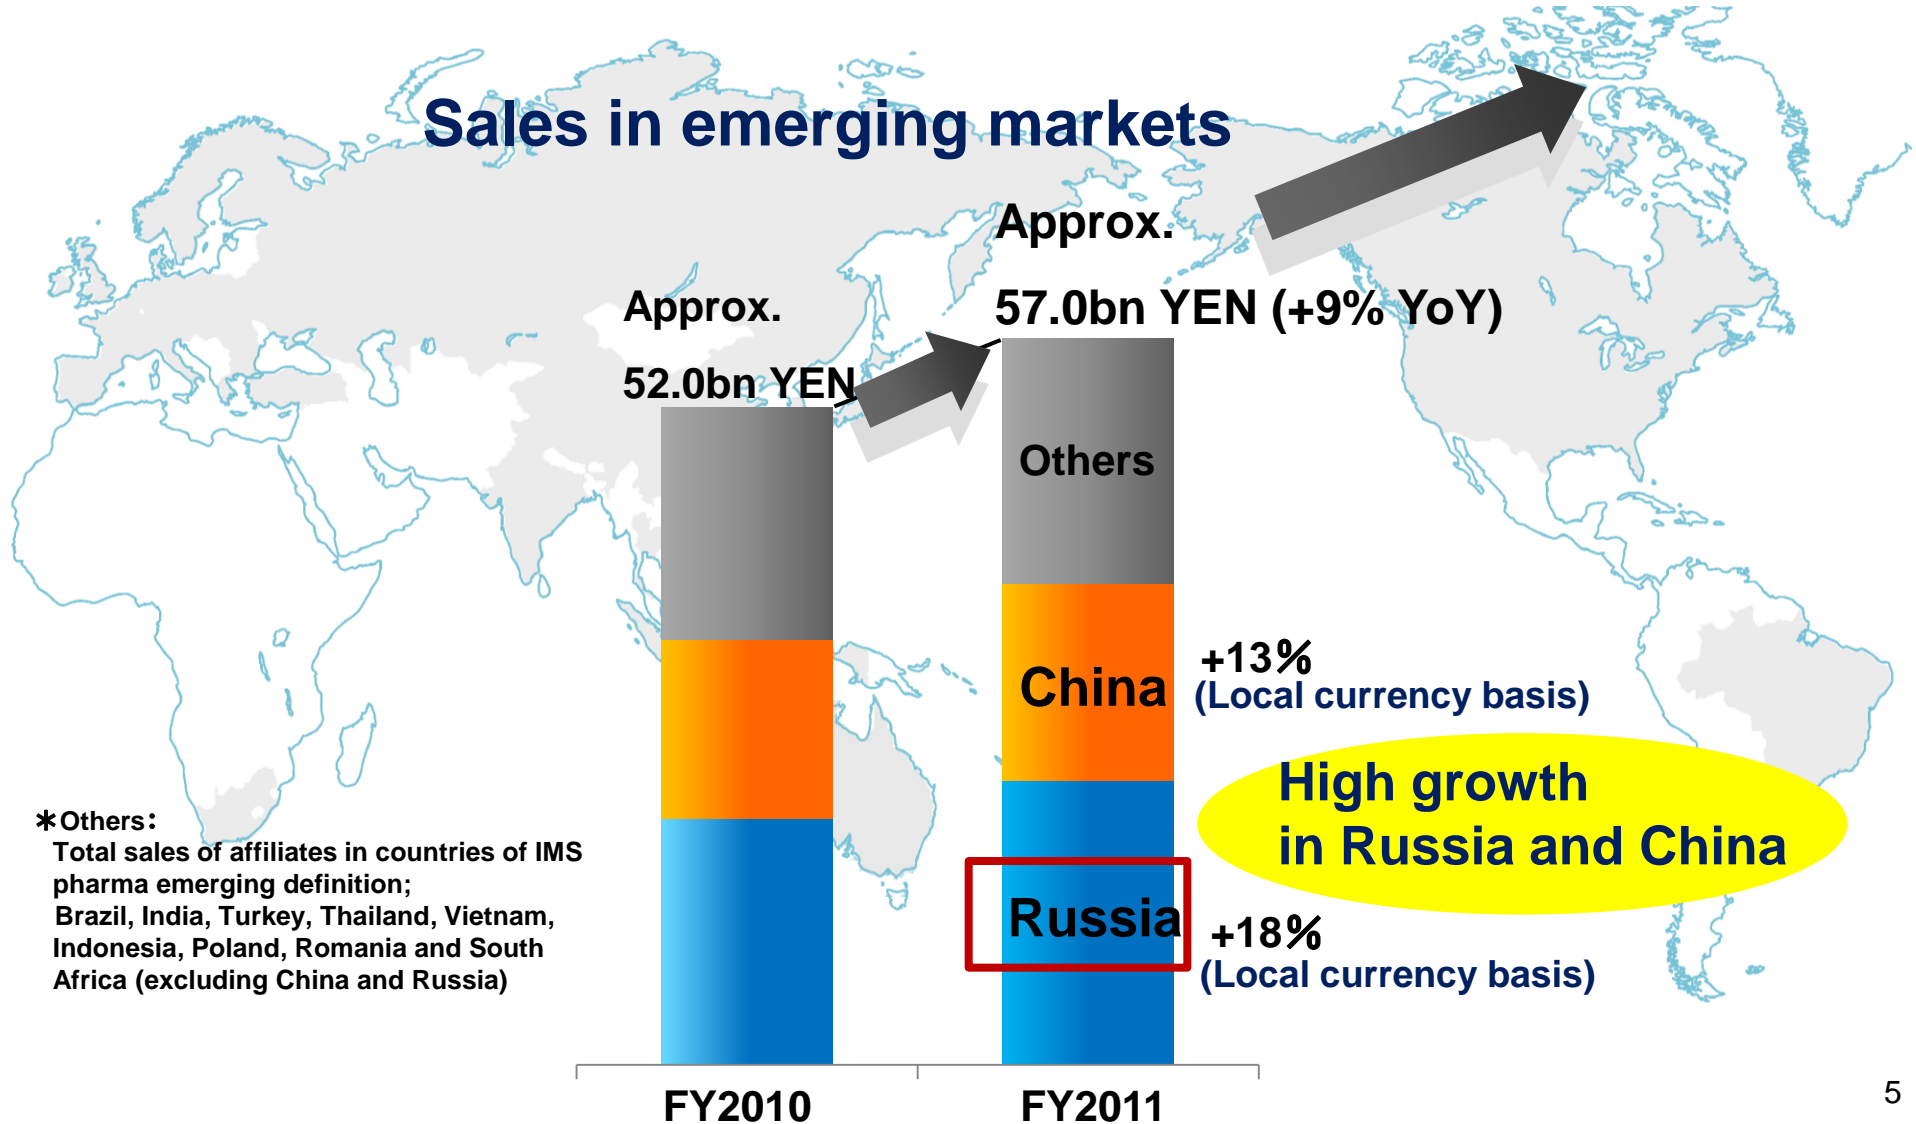 Sales in emerging markets
Approx.
57.0bn YEN (+9% YoY)
Approx.
52.0bn YEN
Others
China
+13％
(Local currency basis)
High growth
in Russia and China
Russia
+18％
(Local currency basis)
＊Others：
Total sales of affiliates in countries of IMS
pharma emerging definition;
Brazil, India, Turkey, Thailand, Vietnam,
Indonesia, Poland, Romania and South
Africa (excluding China and Russia)
FY2010
FY2011
5